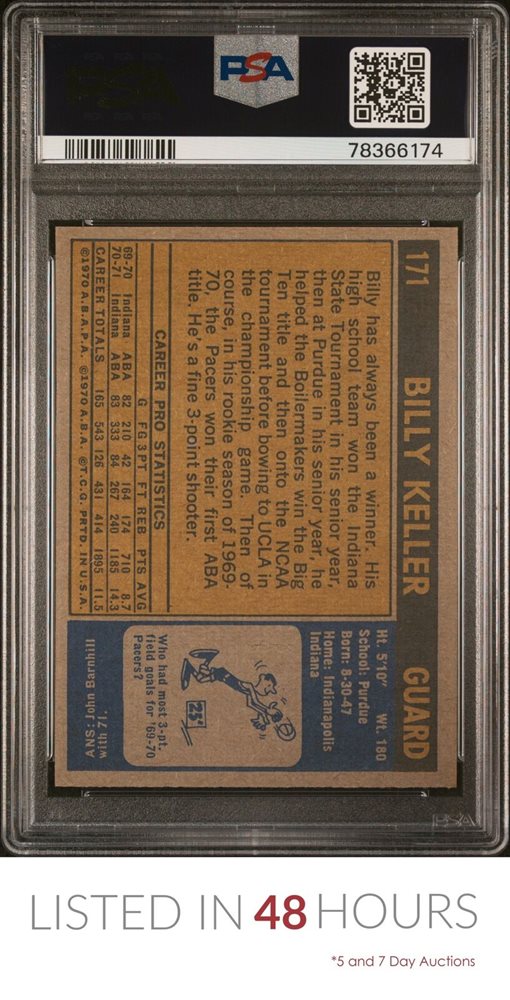 PSA
78366174
171 BILLY KELLER GUARD
Billy has always been a winner. His
high school team won the Indiana
State Tournament in his senior year,
then at Purdue in his senior year, he
helped the Boilermakers win the Big
Ten title and then onto the NCAA
tournament before bowing to UCLA in
the championship game. Then of
course, in his rookie season of 1969-
70, the Pacers won their first ABA
title. He's a fine 3-point shooter.
Ht. 5'10" Wt. 180
School: Purdue
Born: 8-30-47
Home: Indianapolis
Indiana
CAREER PRO STATISTICS
G FG 3PT FT REB PTS AVG
69-70 Indiana ABA 82 210 42 164 174 710 8.7
70-71 Indiana ABA 83 333 84 267 240 1185 14.3
CAREER TOTALS 165 543 126 431 414 1895 11.5
©1970 A.B.A.P.A. ©1970 A.B.A. ©T.C.G. PRTD. IN U.S.A.
25¢
Who had most 3-pt.
field goals for '69-70
Pacers?
ANS: John Barnhill
with 71.
PSA
LISTED IN 48 HOURS
*5 and 7 Day Auctions